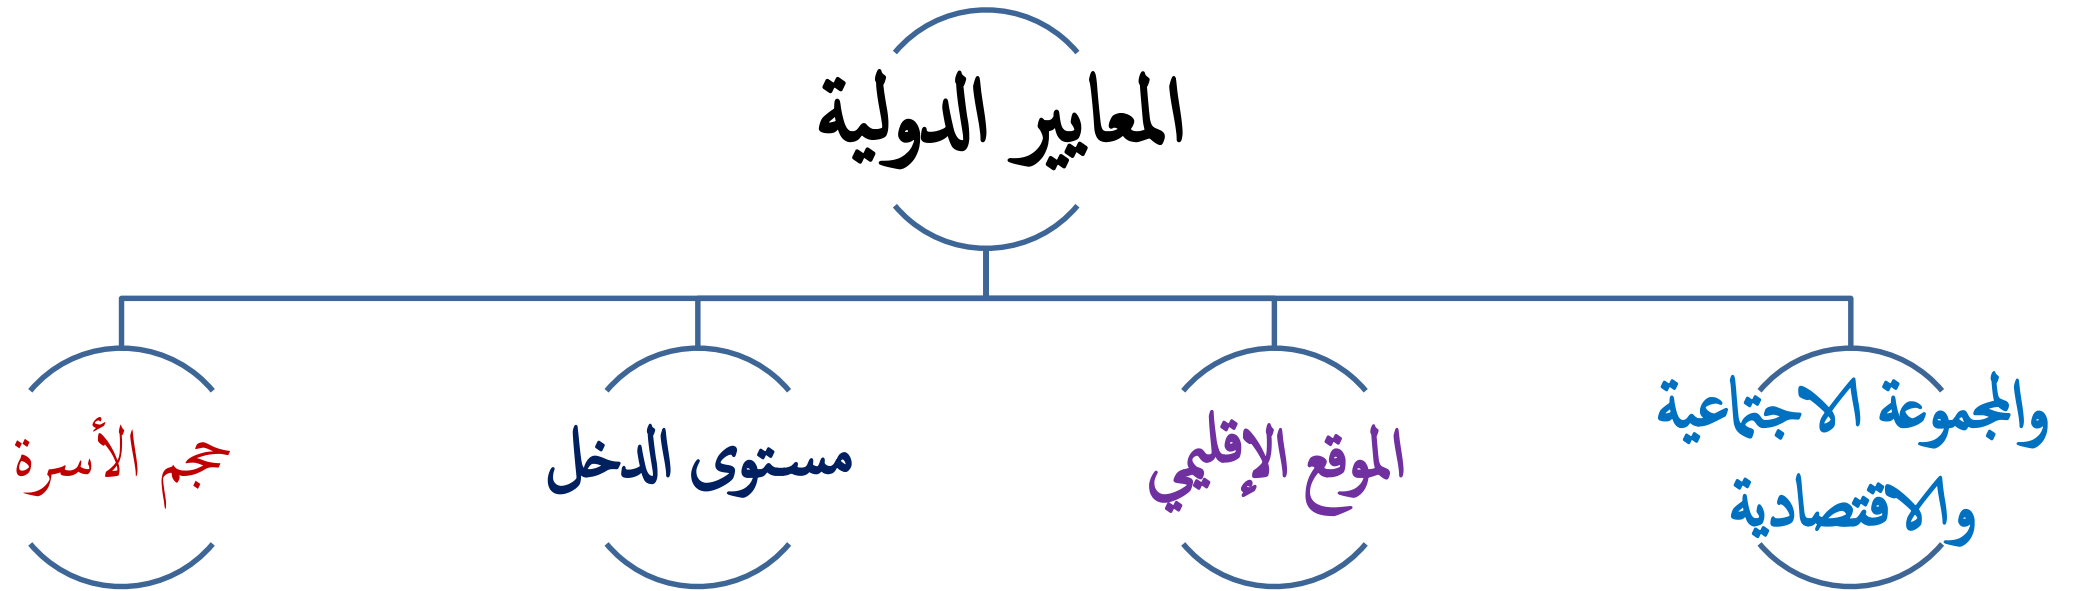 المعايير الدولية
والمجموعة الاجتماعية
والاقتصادية
الموقع الإقليمي
مستوى الدخل
حجم الأسرة